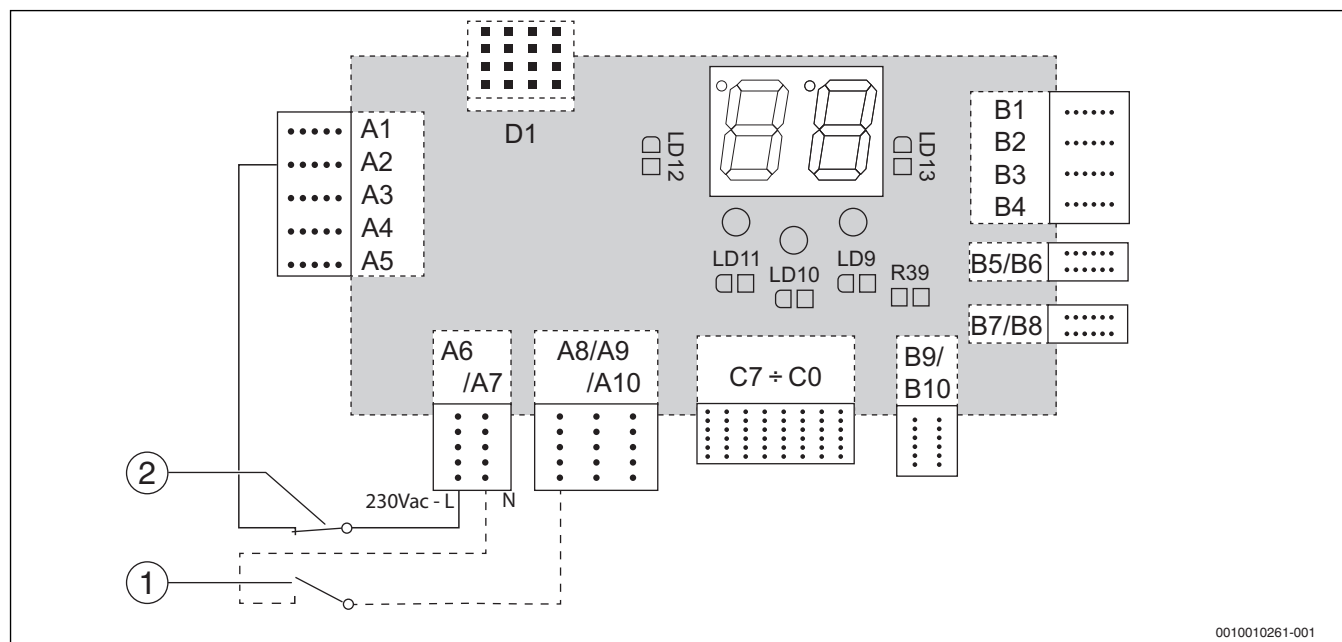 D1
A1
A2
A3
A4
A5
LD12
LD13
B1
B2
B3
B4
B5/B6
B7/B8
LD11
LD10
LD9
R39
A6
/A7
A8/A9
/A10
C7 ÷ C0
B9/
B10
2
230Vac - L
N
1
0010010261-001